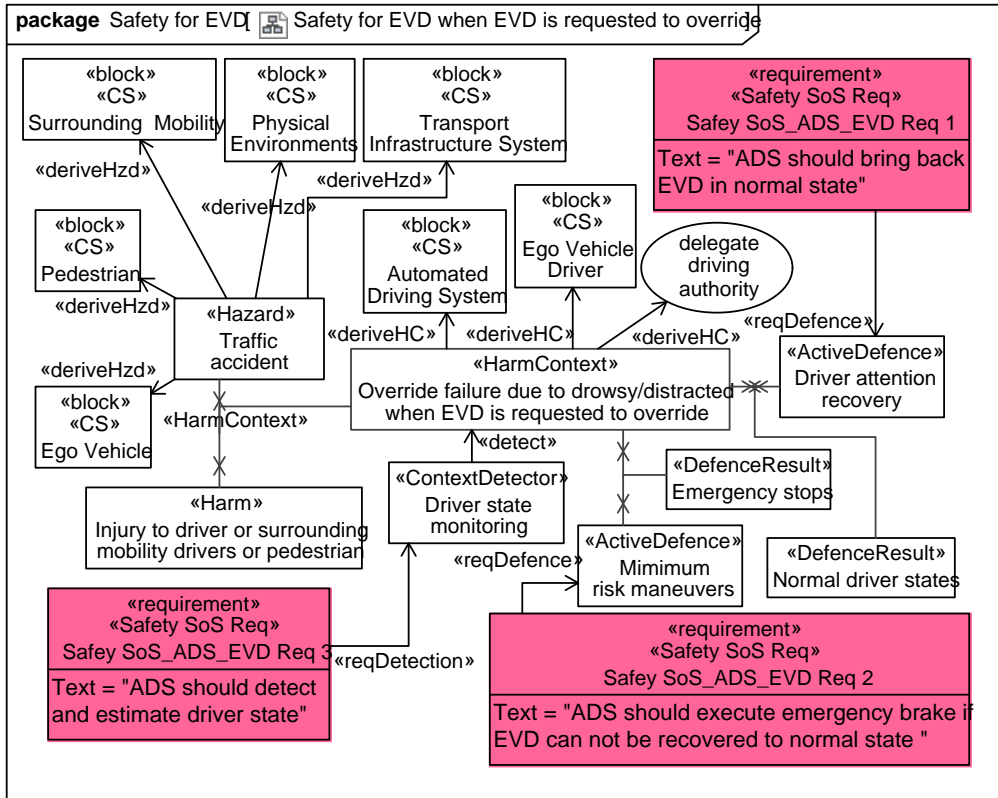 package Safety for EVD[ Safety for EVD when EVD is requested to override]
«block»
«CS»
Surrounding Mobility
«block»
«CS»
Physical
Environments
«block»
«CS»
Transport
Infrastructure System
«requirement»
«Safety SoS Req»
Safey SoS_ADS_EVD Req 1
Text = "ADS should bring back
EVD in normal state"
«deriveHzd»
«deriveHzd»
«deriveHzd»
«block»
«CS»
Pedestrian
«block»
«CS»
Automated
Driving System
«block»
«CS»
Ego Vehicle
Driver
delegate
driving
authority
«deriveHzd»
«Hazard»
Traffic
accident
«deriveHC»
«deriveHC»
«deriveHC»
«reqDefence»
«deriveHzd»
«block»
«CS»
Ego Vehicle
«HarmContext»
«HarmContext»
Override failure due to drowsy/distracted
when EVD is requested to override
«ActiveDefence»
Driver attention
recovery
«detect»
«Harm»
Injury to driver or surrounding
mobility drivers or pedestrian
«ContextDetector»
Driver state
monitoring
«DefenceResult»
Emergency stops
«reqDefence»
«ActiveDefence»
Mimimum
risk maneuvers
«DefenceResult»
Normal driver states
«requirement»
«Safety SoS Req»
Safey SoS_ADS_EVD Req 3
Text = "ADS should detect
and estimate driver state"
«reqDetection»
«requirement»
«Safety SoS Req»
Safey SoS_ADS_EVD Req 2
Text = "ADS should execute emergency brake if
EVD can not be recovered to normal state "